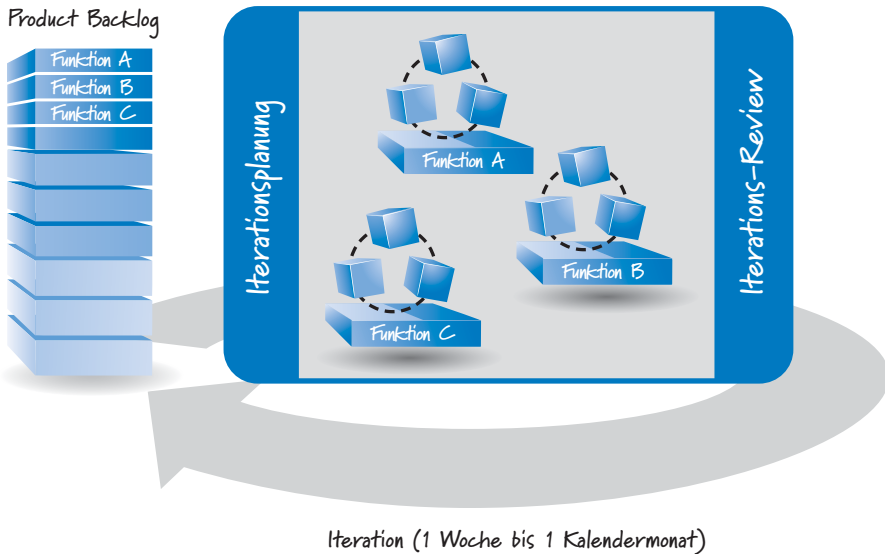 Product Backlog
Funktion A
Funktion B
Funktion C
Iterationsplanung
Funktion A
Funktion B
Funktion C
Iterations-Review
Iteration (1 Woche bis 1 Kalendermonat)